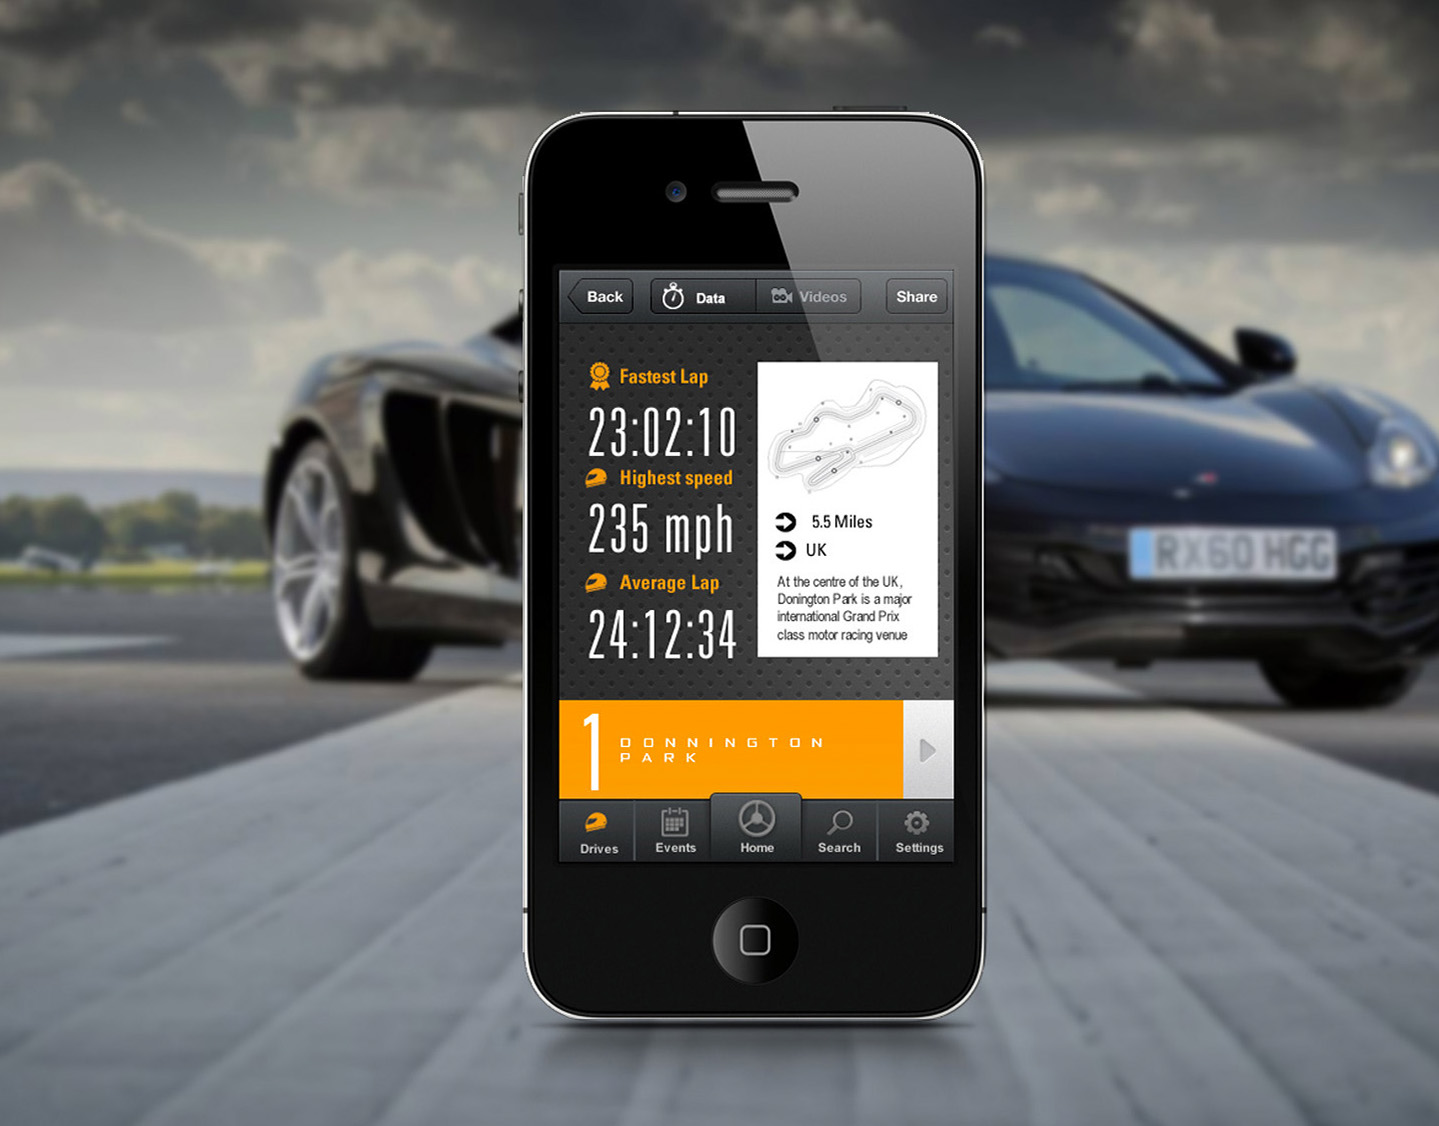 Back
Data
Videos
Share
Fastest Lap
23:02:10
Highest speed
235 mph
Average Lap
24:12:34
5.5 Miles
UK
At the centre of the UK,
Donington Park is a major
international Grand Prix
class motor racing venue
1
DONNINGTON
PARK
Drives
Events
Home
Search
Settings
RX60 HGG